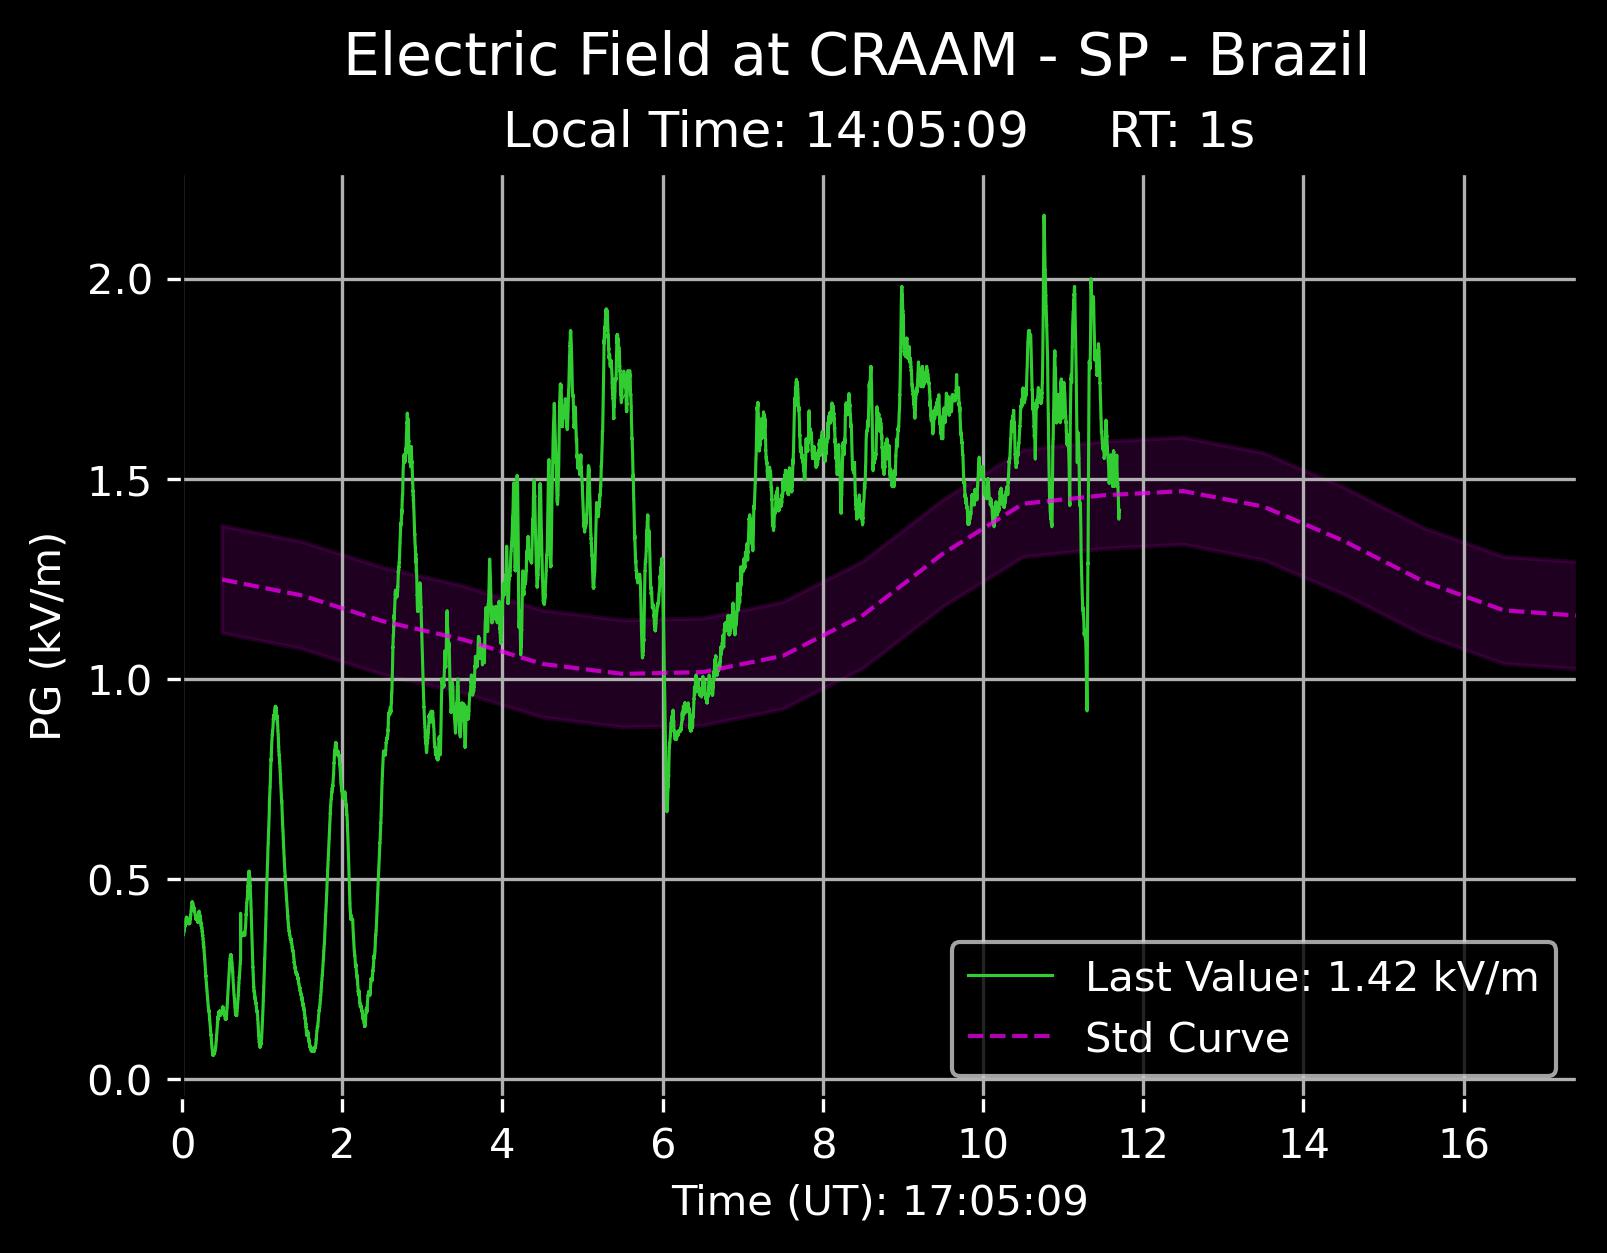 Electric Field at CRAAM - SP - Brazil
Local Time: 14:05:09 RT: 1s
PG (kV/m)
2.0
1.5
1.0
0.5
0.0
Last Value: 1.42 kV/m
Std Curve
0 2 4 6 8 10 12 14 16
Time (UT): 17:05:09